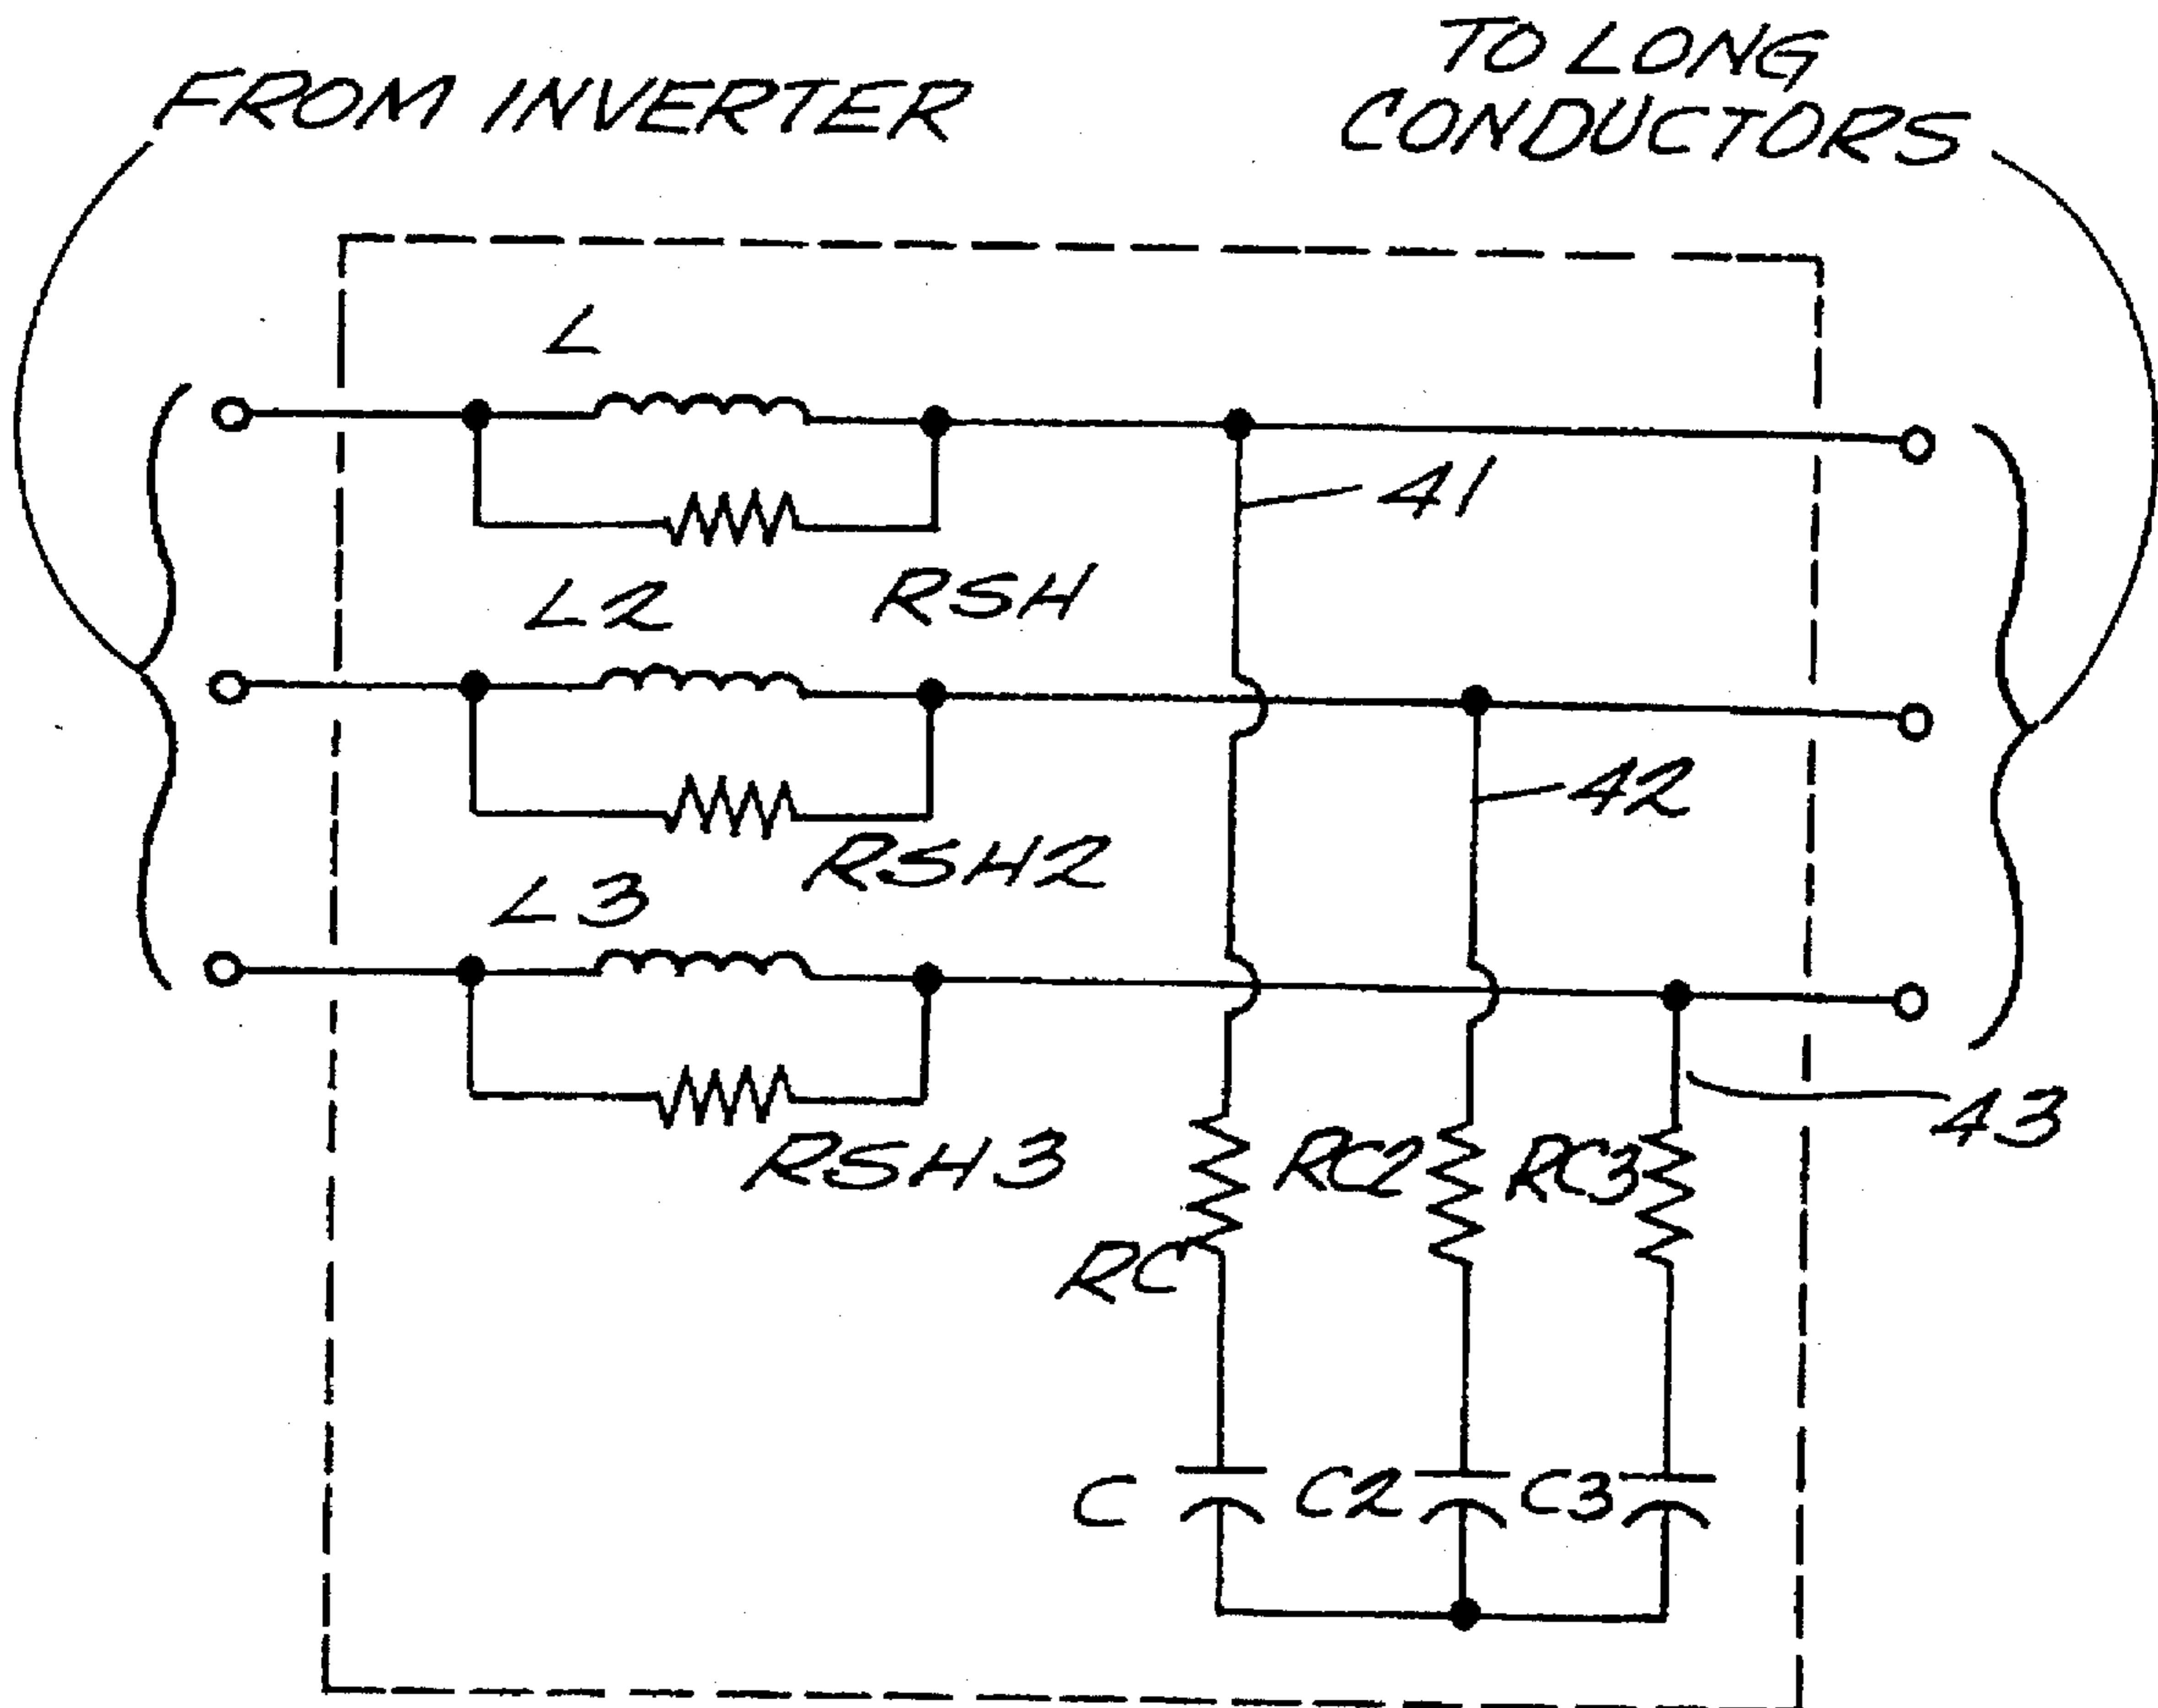 FROM INVERTER
TO LONG
CONDUCTORS
L
41
RSH
L2
42
RSH2
L3
43
RSH3
RC2
RC3
RC
C
C2
C3